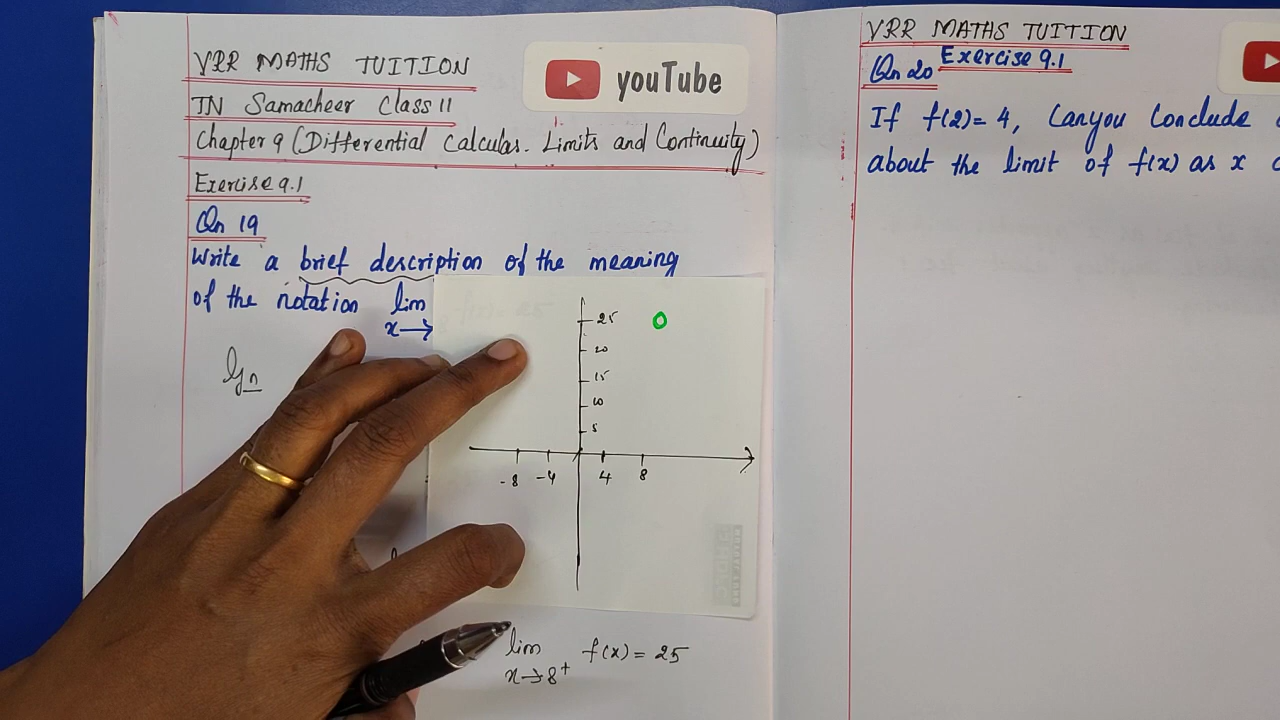 VRR MATHS TUITION
YouTube
TN Samacheer Class 11
Chapter 9 (Differential Calculas. Limits and Continuity)
Exercise 9.1
Qn 19
Write a brief description of the meaning
of the notation lim
x→
25
20
15
10
5
-8 -4 4 8
lim f(x) = 25
x→8⁺
VRR MATHS TUITION
Exercise 9.1
Qn 20
If f(2) = 4, Can you Conclude
about the limit of f(x) as x